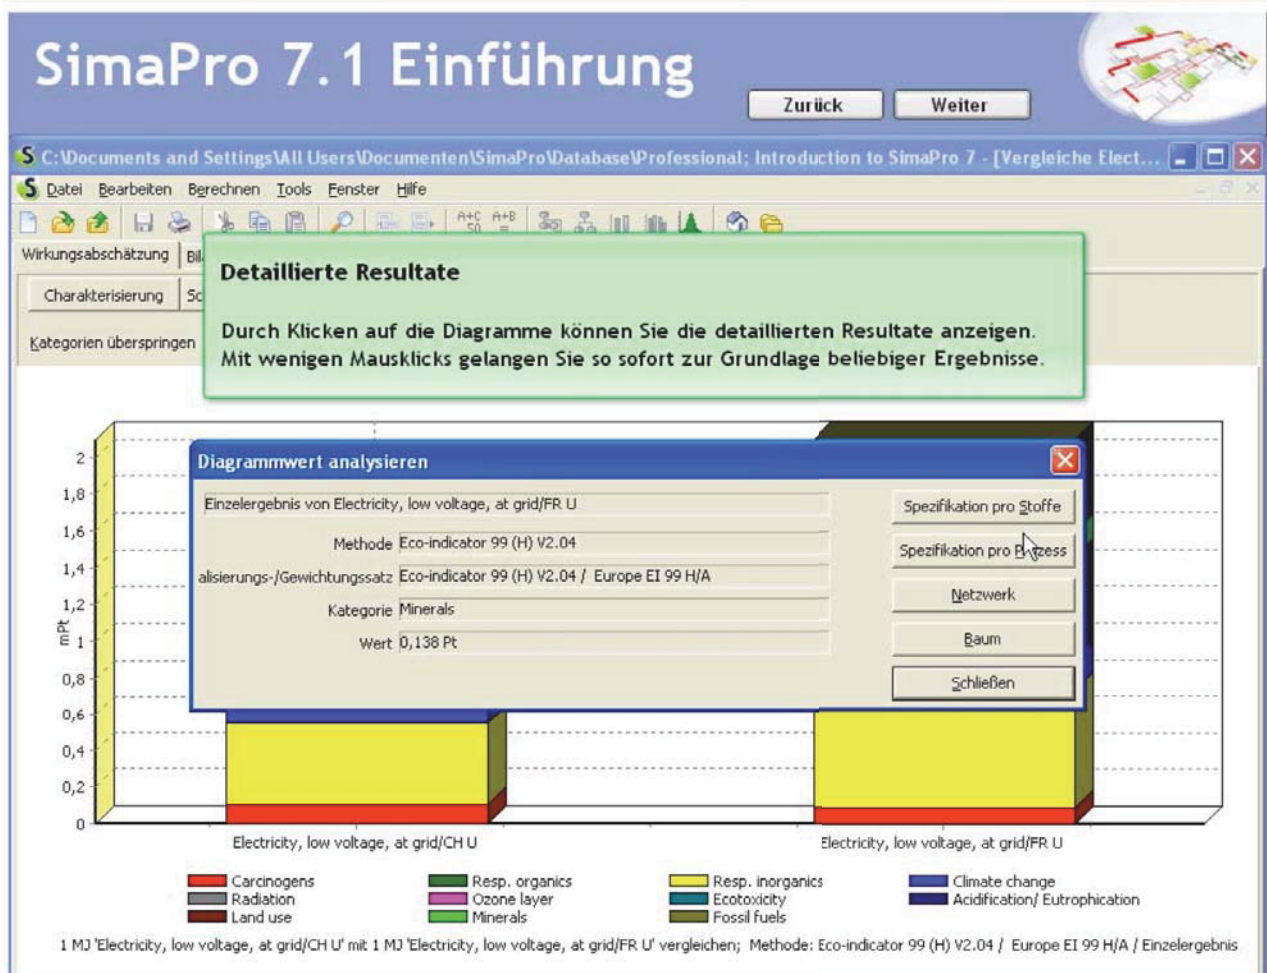 SimaPro 7.1 Einführung
Zurück
Weiter
C:\Documents and Settings\All Users\Documenten\SimaPro\Database\Professional; Introduction to SimaPro 7 - [Vergleiche Elect...
Datei Bearbeiten Berechnen Tools Fenster Hilfe
Wirkungsabschätzung
Charakterisierung
Kategorien überspringen
Detaillierte Resultate
Durch Klicken auf die Diagramme können Sie die detaillierten Resultate anzeigen.
Mit wenigen Mausklicks gelangen Sie so sofort zur Grundlage beliebiger Ergebnisse.
Diagrammwert analysieren
Einzelergebnis von Electricity, low voltage, at grid/FR U
Methode Eco-indicator 99 (H) V2.04
alisierungs-/Gewichtungssatz Eco-indicator 99 (H) V2.04 / Europe EI 99 H/A
Kategorie Minerals
Wert 0,138 Pt
Spezifikation pro Stoffe
Spezifikation pro
Netzwerk
Baum
Schließen
mPt
2
1,8
1,6
1,4
1,2
1
0,8
0,6
0,4
0,2
0
Electricity, low voltage, at grid/CH U
Electricity, low voltage, at grid/FR U
Carcinogens Resp. organics Resp. inorganics Climate change
Radiation Ozone layer Ecotoxicity Acidification/ Eutrophication
Land use Minerals Fossil fuels
1 MJ 'Electricity, low voltage, at grid/CH U' mit 1 MJ 'Electricity, low voltage, at grid/FR U' vergleichen; Methode: Eco-indicator 99 (H) V2.04 / Europe EI 99 H/A / Einzelergebnis